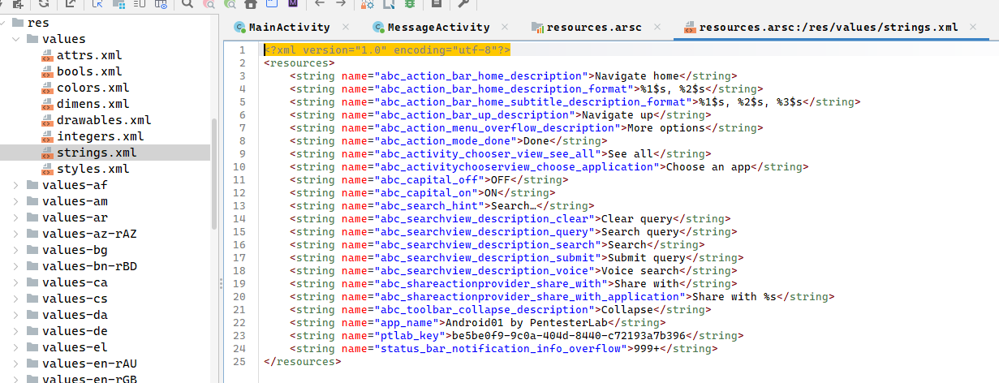 res
values
attrs.xml
bools.xml
colors.xml
dimens.xml
drawables.xml
integers.xml
strings.xml
styles.xml
values-af
values-am
values-ar
values-az-rAZ
values-bg
values-bn-rBD
values-ca
values-cs
values-da
values-de
values-el
values-en-rAU
values-en-rGB
MainActivity
MessageActivity
resources.arsc
resources.arsc:/res/values/strings.xml
1 <?xml version="1.0" encoding="utf-8"?>
2 <resources>
3 <string name="abc_action_bar_home_description">Navigate home</string>
4 <string name="abc_action_bar_home_description_format">%1$s, %2$s</string>
5 <string name="abc_action_bar_home_subtitle_description_format">%1$s, %2$s, %3$s</string>
6 <string name="abc_action_bar_up_description">Navigate up</string>
7 <string name="abc_action_menu_overflow_description">More options</string>
8 <string name="abc_action_mode_done">Done</string>
9 <string name="abc_activity_chooser_view_see_all">See all</string>
10 <string name="abc_activitychooserview_choose_application">Choose an app</string>
11 <string name="abc_capital_off">OFF</string>
12 <string name="abc_capital_on">ON</string>
13 <string name="abc_search_hint">Search…</string>
14 <string name="abc_searchview_description_clear">Clear query</string>
15 <string name="abc_searchview_description_query">Search query</string>
16 <string name="abc_searchview_description_search">Search</string>
17 <string name="abc_searchview_description_submit">Submit query</string>
18 <string name="abc_searchview_description_voice">Voice search</string>
19 <string name="abc_shareactionprovider_share_with">Share with</string>
20 <string name="abc_shareactionprovider_share_with_application">Share with %s</string>
21 <string name="abc_toolbar_collapse_description">Collapse</string>
22 <string name="app_name">Android01 by PentesterLab</string>
23 <string name="ptlab_key">be5be0f9-9c0a-404d-8440-c72193a7b396</string>
24 <string name="status_bar_notification_info_overflow">999+</string>
25 </resources>